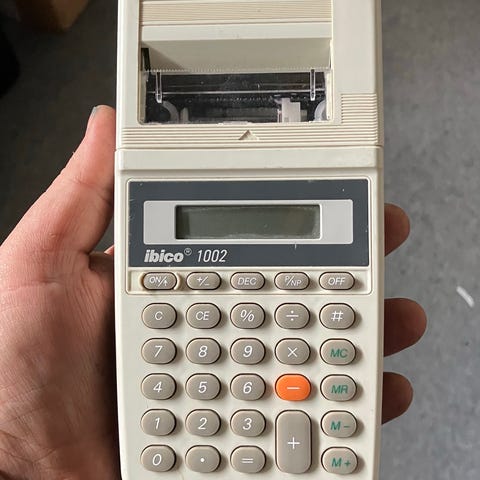 ibico® 1002
ON/* +/- DEC P/NP OFF
C CE % ÷ #
7 8 9 × MC
4 5 6 − MR
1 2 3 + M−
0 . = M+